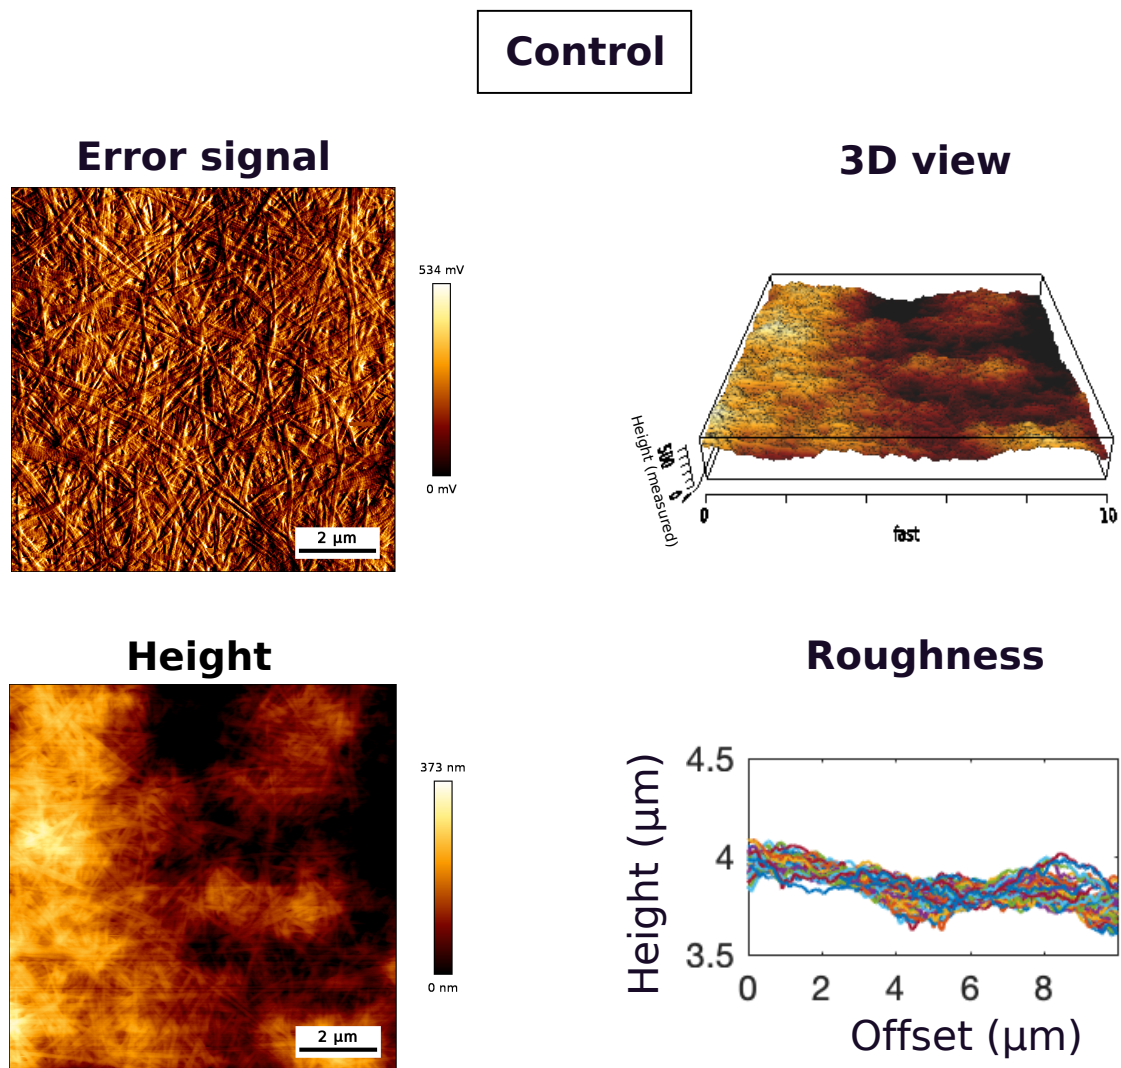 Control
Error signal
3D view
534 mV
0 mV
2 µm
Height (measured)
500
0
0
10
fast
Height
Roughness
373 nm
0 nm
2 µm
Height (µm)
4.5
4
3.5
0 2 4 6 8
Offset (µm)